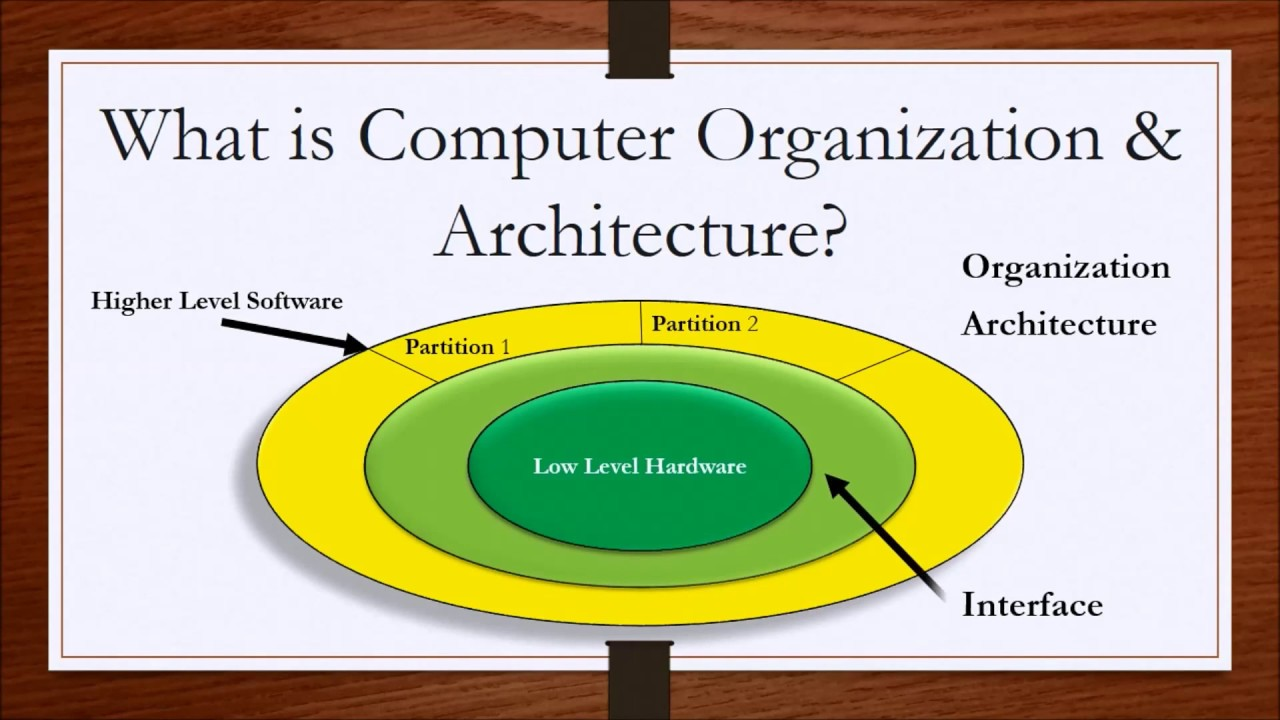 What is Computer Organization &
Architecture?
Organization
Architecture
Higher Level Software
Partition 1
Partition 2
Low Level Hardware
Interface